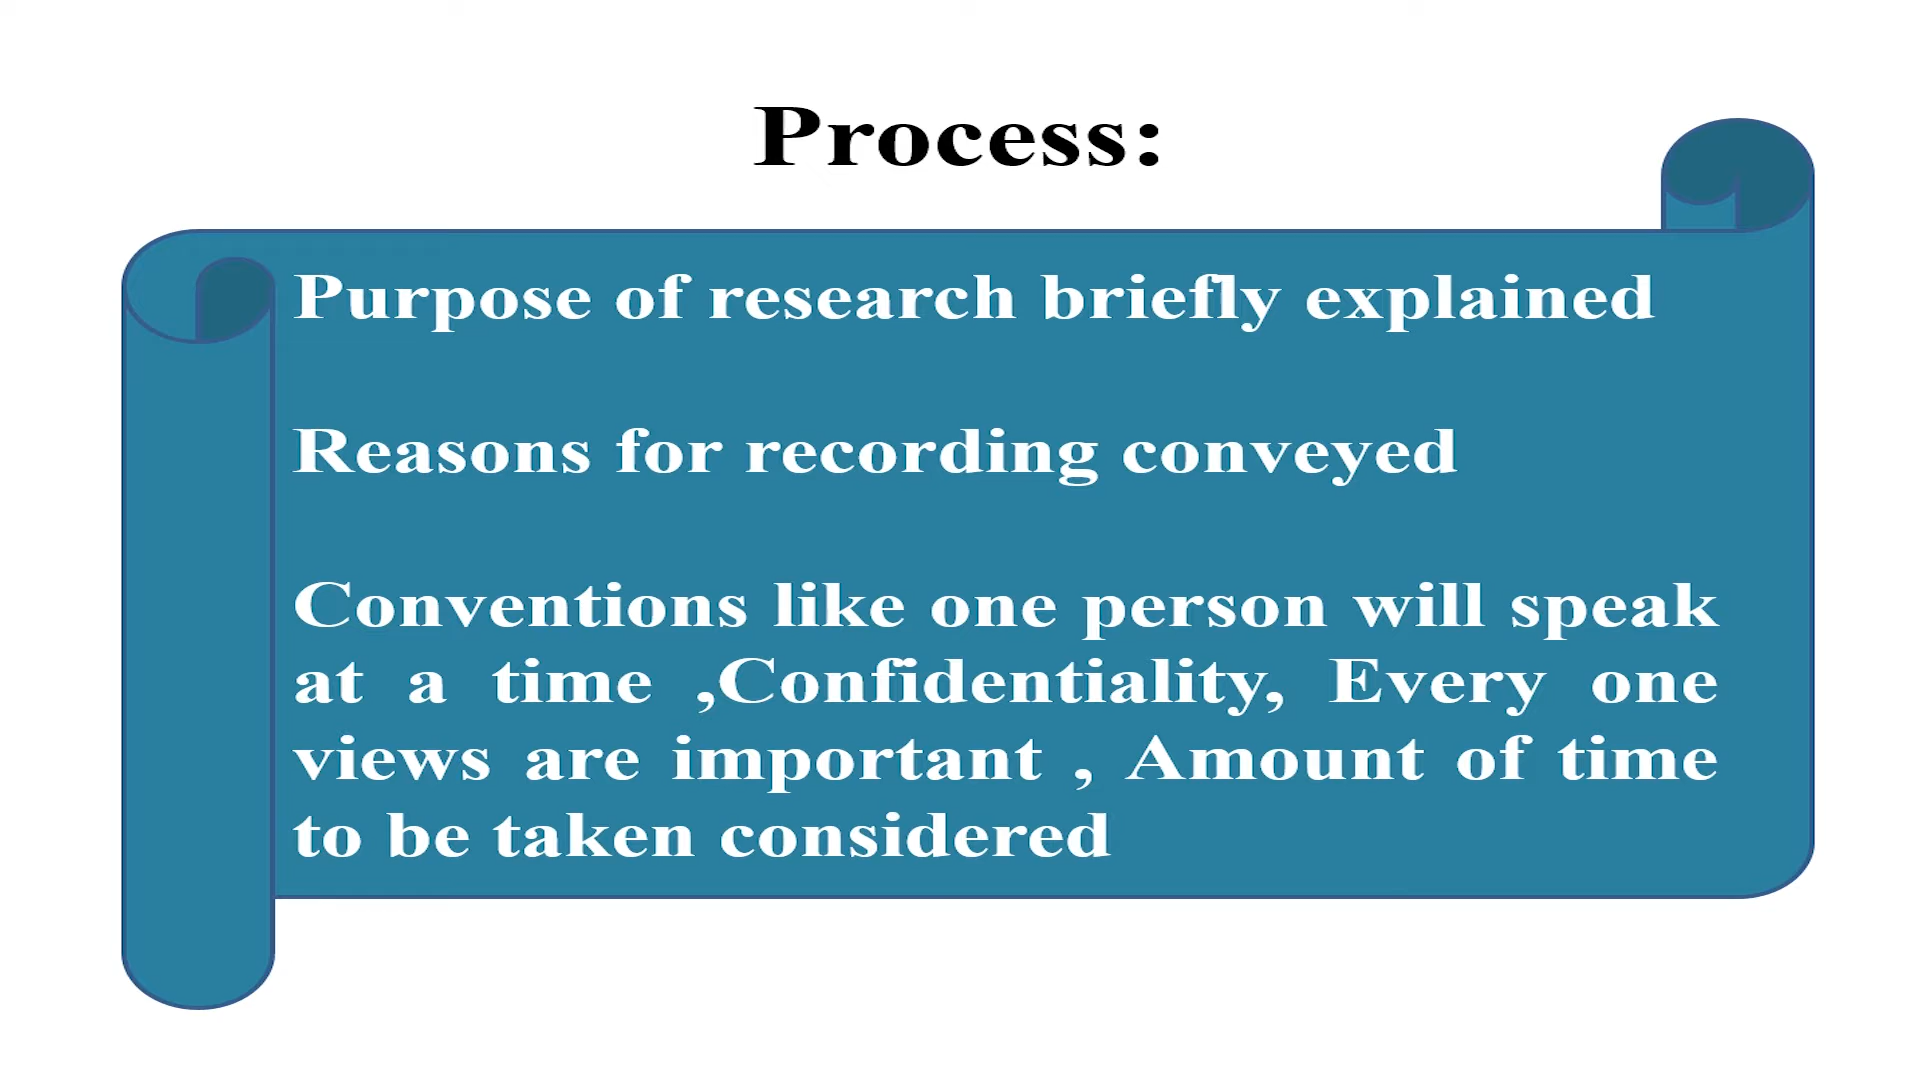 Process:
Purpose of research briefly explained
Reasons for recording conveyed
Conventions like one person will speak
at a time ,Confidentiality, Every one
views are important , Amount of time
to be taken considered